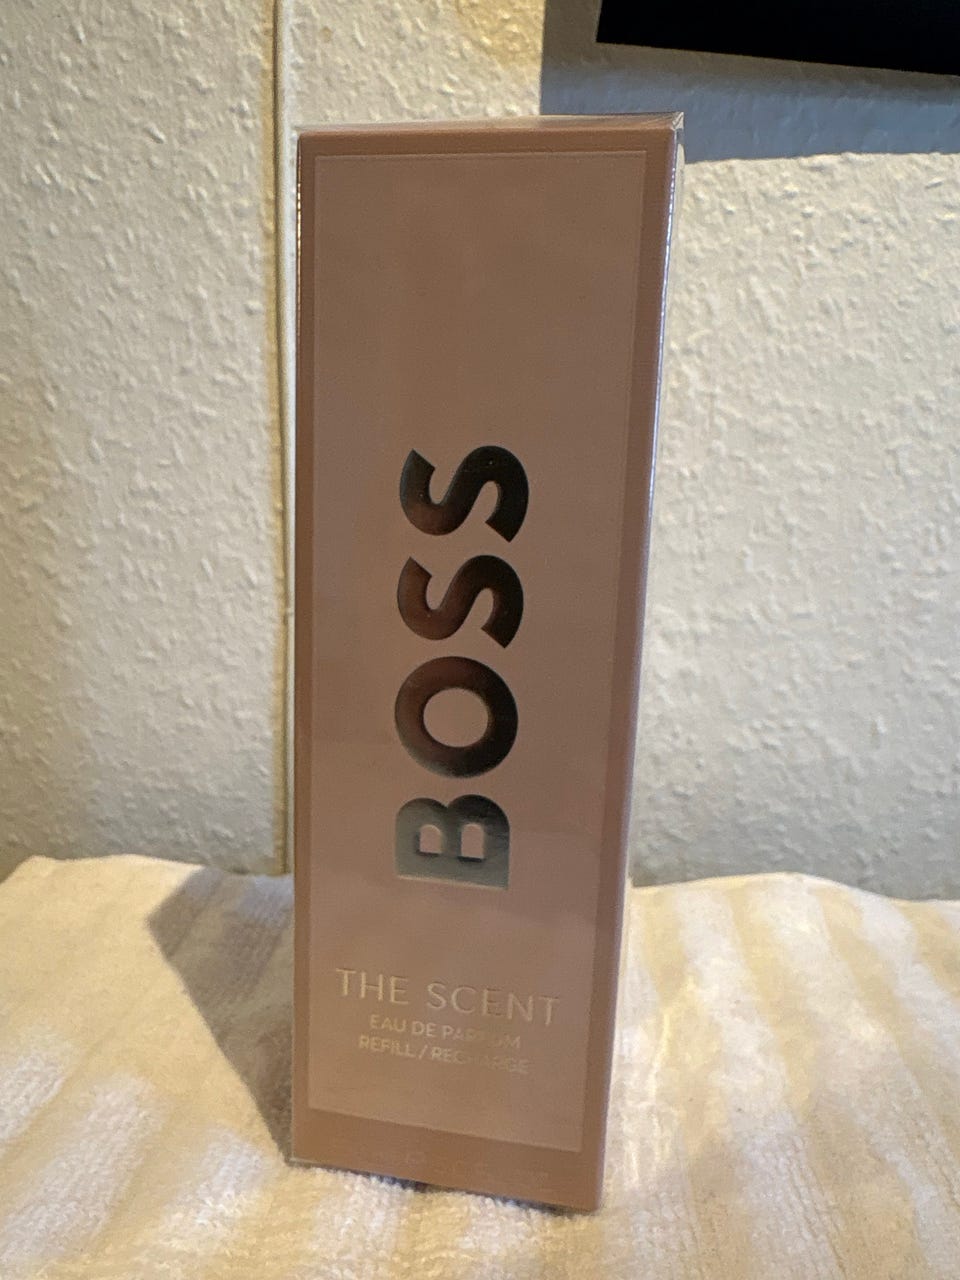 BOSS
THE SCENT
EAU DE PARFUM
REFILL / RECHARGE